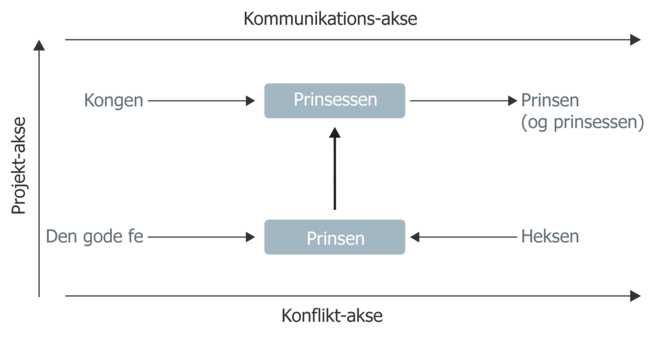 Kommunikations-akse
Projekt-akse
Kongen
Prinsessen
Prinsen
(og prinsessen)
Den gode fe
Prinsen
Heksen
Konflikt-akse